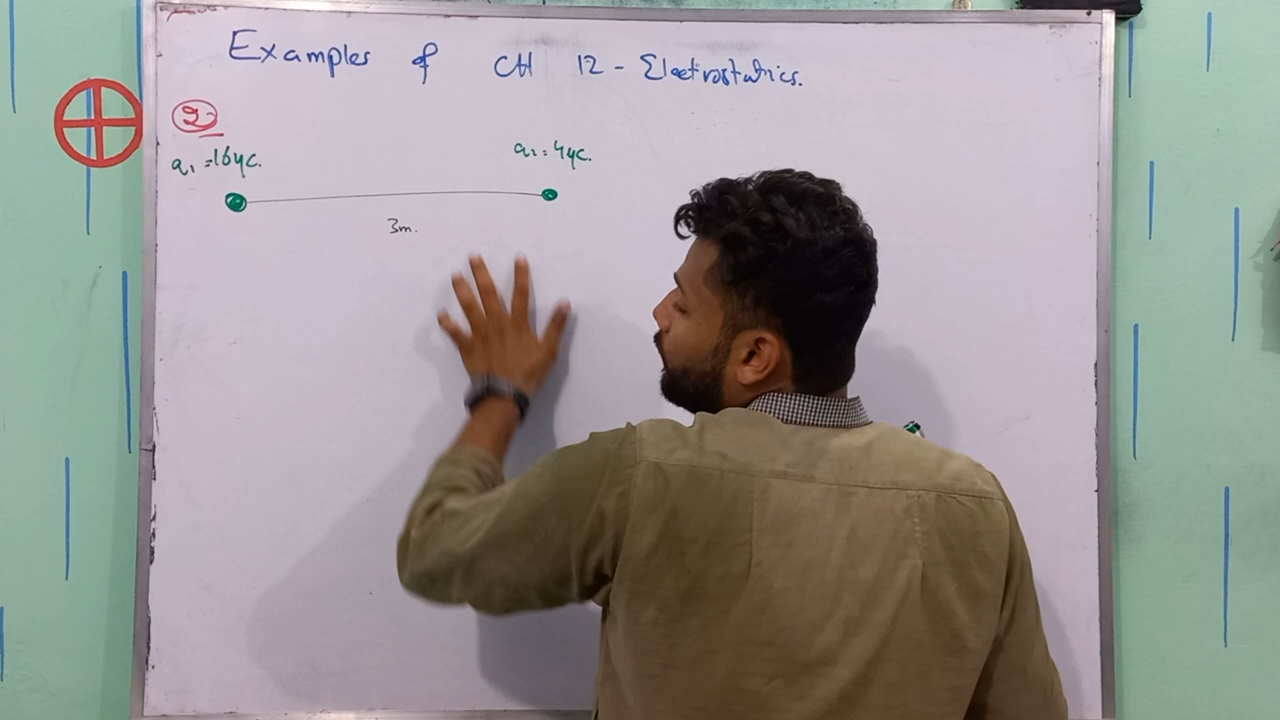 Examples of CH 12 - Electrostatics.
2
q₁ = 16μC. q₂ = 4μC.
3m.